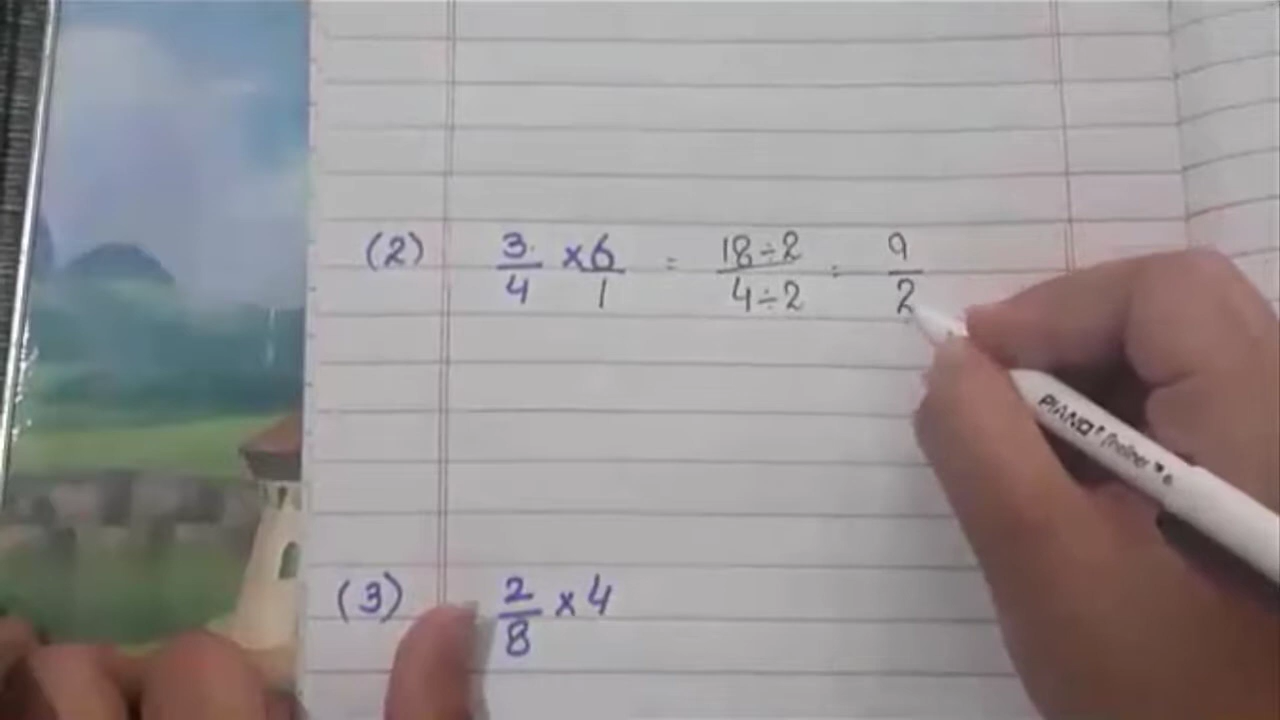 (2) 3/4 × 6/1 = 18÷2/4÷2 = 9/2
(3) 2/8 × 4
PIANO